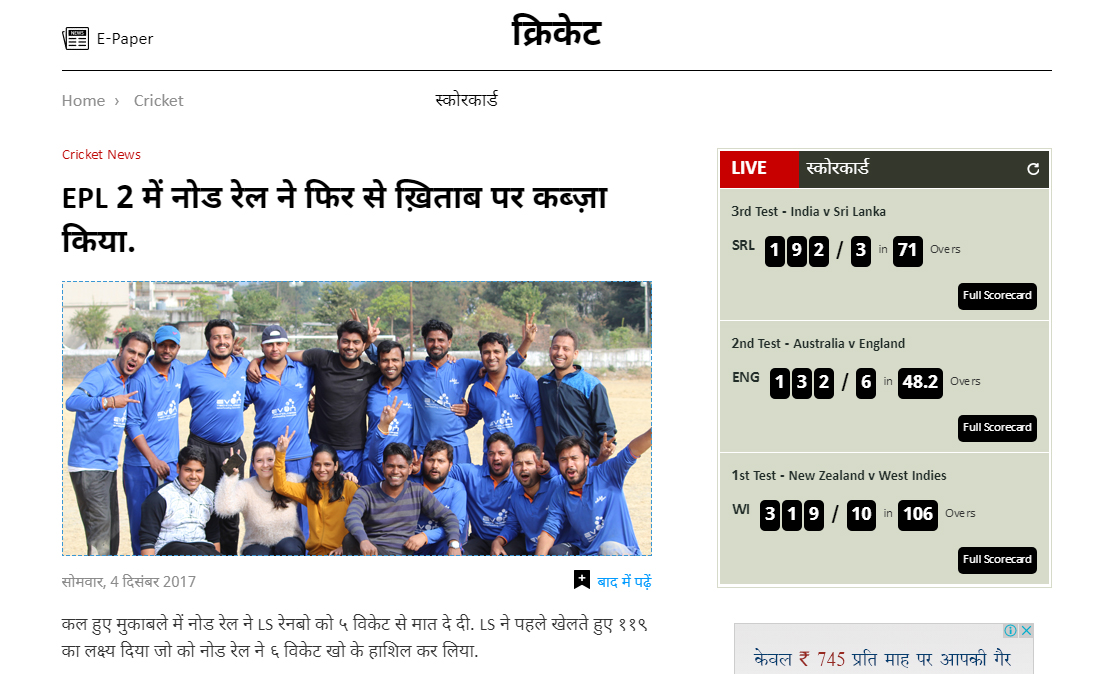 NEWS
E-Paper
क्रिकेट
Home › Cricket
स्कोरकार्ड
Cricket News
EPL 2 में नोड रेल ने फिर से ख़िताब पर कब्ज़ा
किया.
evon
सोमवार, 4 दिसंबर 2017
बाद में पढ़ें
कल हुए मुकाबले में नोड रेल ने LS रेनबो को ५ विकेट से मात दे दी. LS ने पहले खेलते हुए ११९
का लक्ष्य दिया जो को नोड रेल ने ६ विकेट खो के हाशिल कर लिया.
LIVE स्कोरकार्ड
3rd Test - India v Sri Lanka
SRL 192 / 3 in 71 Overs
Full Scorecard
2nd Test - Australia v England
ENG 132 / 6 in 48.2 Overs
Full Scorecard
1st Test - New Zealand v West Indies
WI 319 / 10 in 106 Overs
Full Scorecard
केवल ₹ 745 प्रति माह पर आपकी गैर